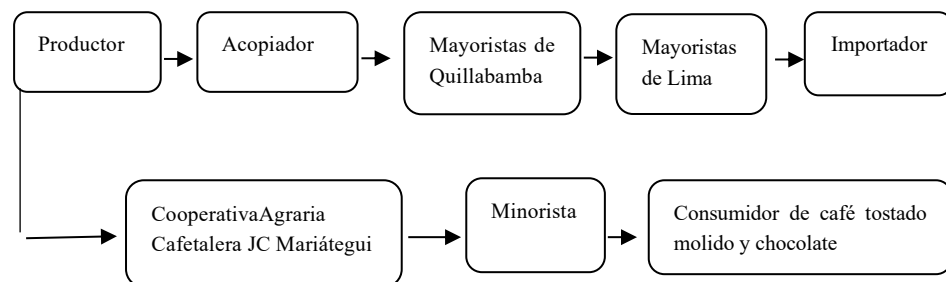 Productor
Acopiador
Mayoristas de
Quillabamba
Mayoristas
de Lima
Importador
CooperativaAgraria
Cafetalera JC Mariátegui
Minorista
Consumidor de café tostado
molido y chocolate